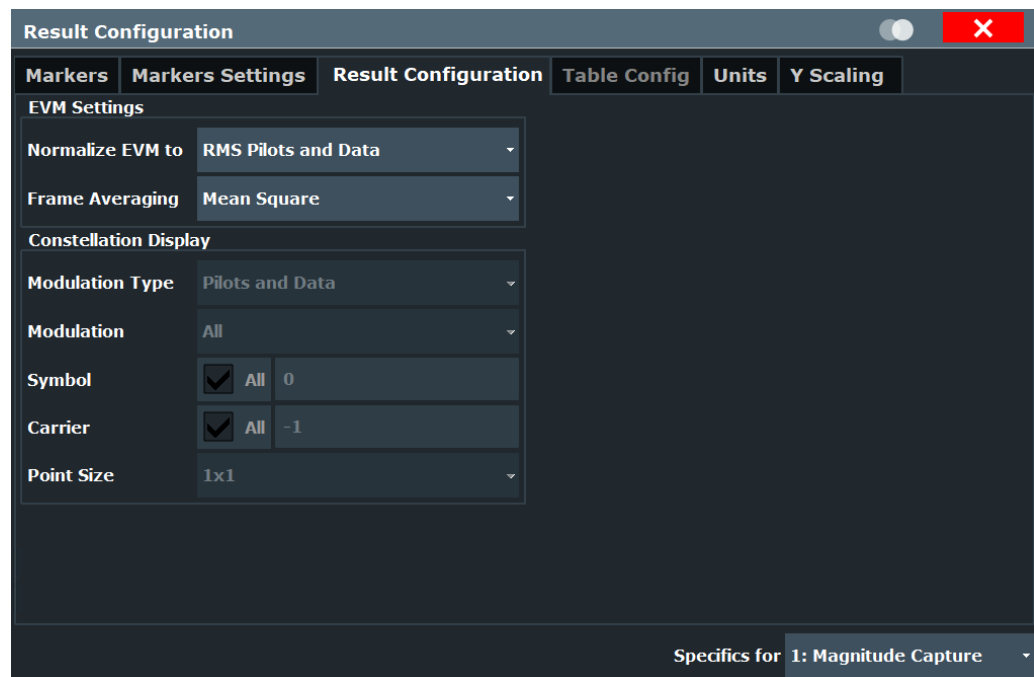 Result Configuration
Markers Markers Settings Result Configuration Table Config Units Y Scaling
EVM Settings
Normalize EVM to RMS Pilots and Data
Frame Averaging Mean Square
Constellation Display
Modulation Type Pilots and Data
Modulation All
Symbol All 0
Carrier All -1
Point Size 1x1
Specifics for 1: Magnitude Capture